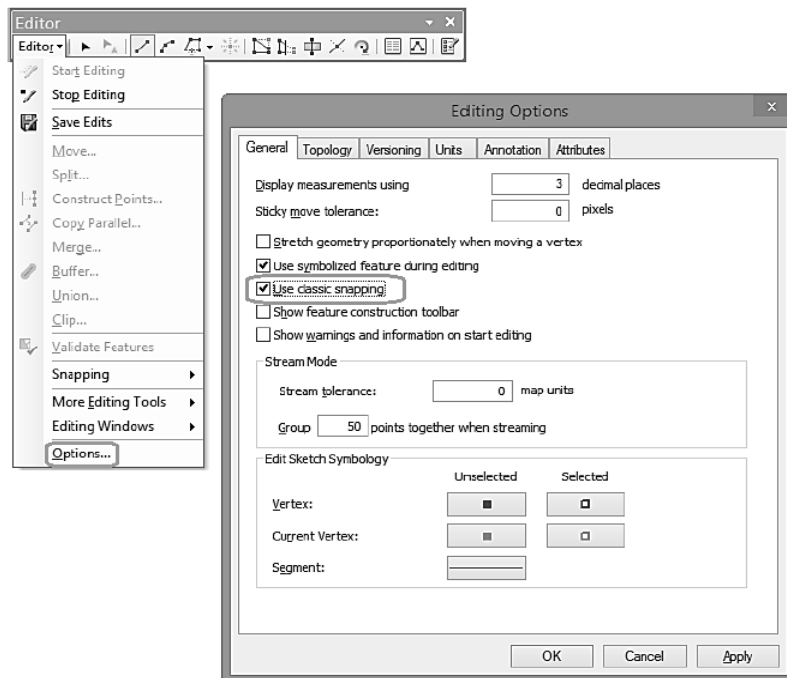 Editor
Editor
Start Editing
Stop Editing
Save Edits
Move...
Split...
Construct Points...
Copy Parallel...
Merge...
Buffer...
Union...
Clip...
Validate Features
Snapping
More Editing Tools
Editing Windows
Options...
Editing Options
General Topology Versioning Units Annotation Attributes
Display measurements using 3 decimal places
Sticky move tolerance: 0 pixels
Stretch geometry proportionately when moving a vertex
Use symbolized feature during editing
Use classic snapping
Show feature construction toolbar
Show warnings and information on start editing
Stream Mode
Stream tolerance: 0 map units
Group 50 points together when streaming
Edit Sketch Symbology
Unselected Selected
Vertex:
Current Vertex:
Segment:
OK Cancel Apply